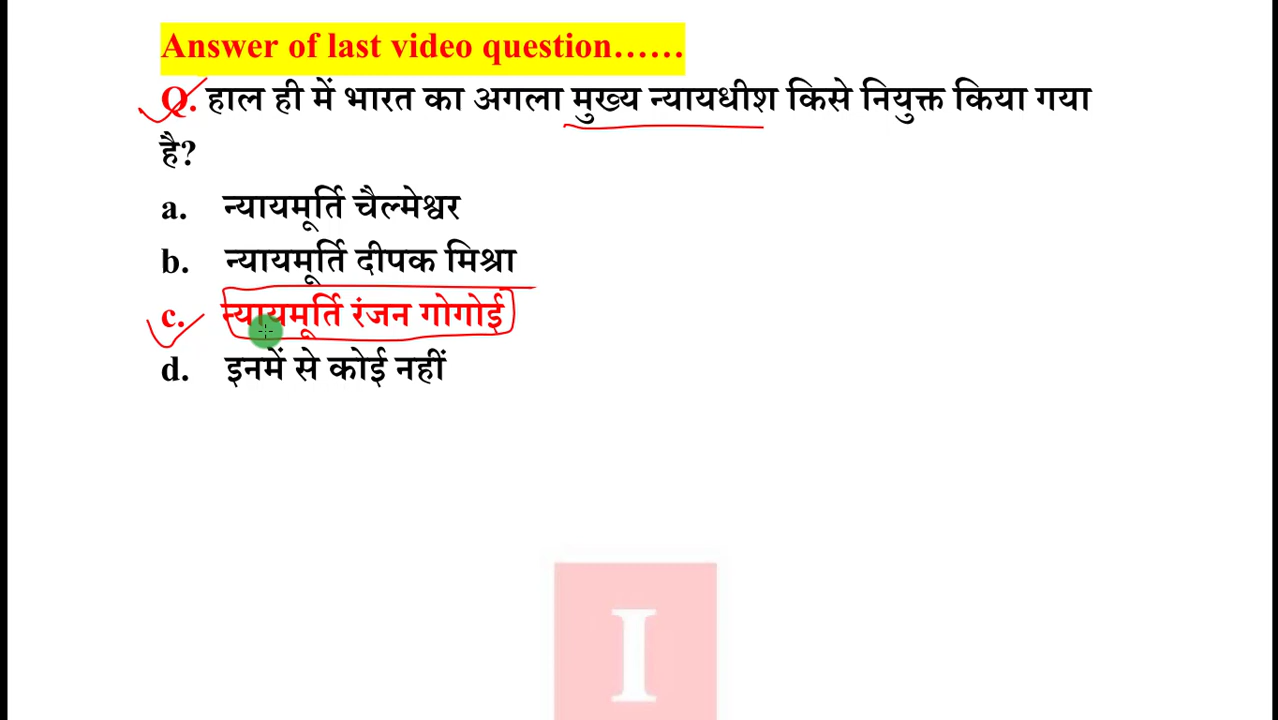 Answer of last video question……
Q. हाल ही में भारत का अगला मुख्य न्यायधीश किसे नियुक्त किया गया
है?
a. न्यायमूर्ति चैल्मेश्वर
b. न्यायमूर्ति दीपक मिश्रा
c. न्यायमूर्ति रंजन गोगोई
d. इनमें से कोई नहीं
I